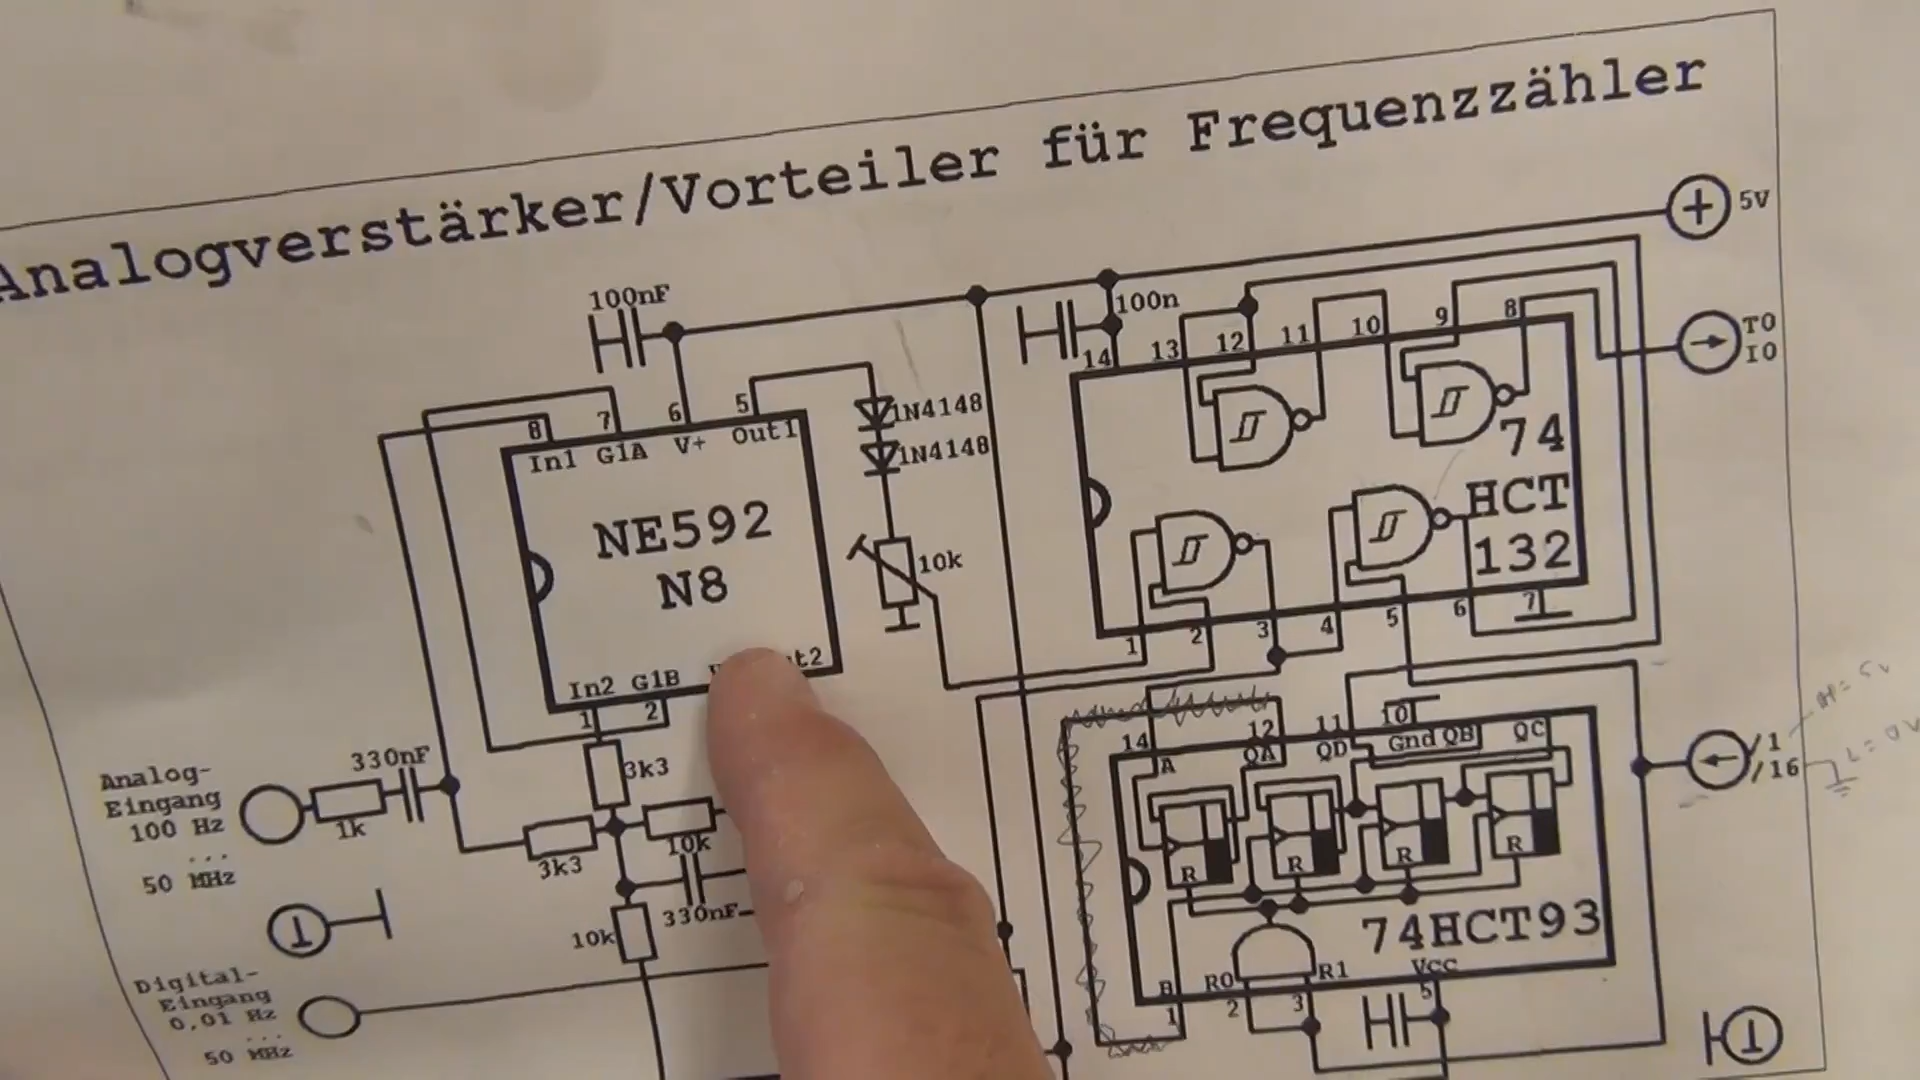 Analogverstärker/Vorteiler für Frequenzzähler
5V
100nF
100n
14 13 12 11 10 9 8
T0
I0
8 7 6 5
In1 G1A V+ Out1
1N4148
1N4148
NE592
N8
10k
74
HCT
132
1 2 3 4 5 6 7
In2 G1B
1 2
3k3
14 12 11 10
A QA QD Gnd QB QC
/1
/16
Analog-
Eingang
100 Hz
...
50 MHz
330nF
1k
3k3
10k
330nF
10k
R R R R
74HCT93
B R0 R1 Vcc
1 2 3 5
Digital-
Eingang
0,01 Hz
...
50 MHz